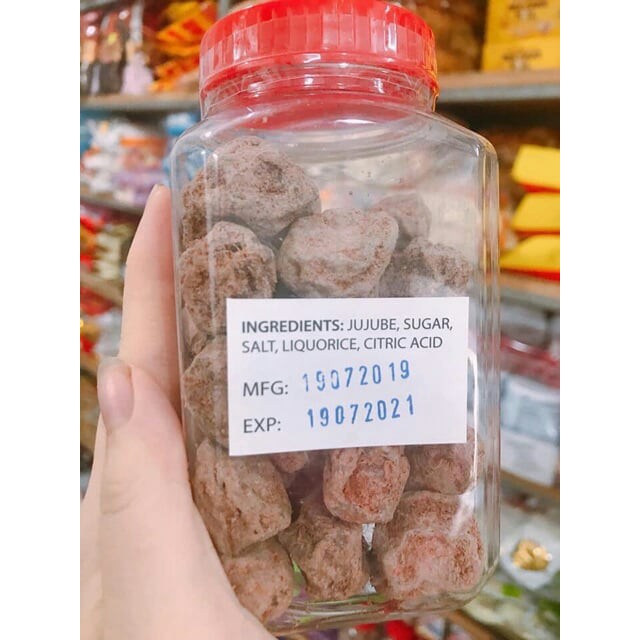 INGREDIENTS: JUJUBE, SUGAR,
SALT, LIQUORICE, CITRIC ACID
MFG: 19072019
EXP: 19072021